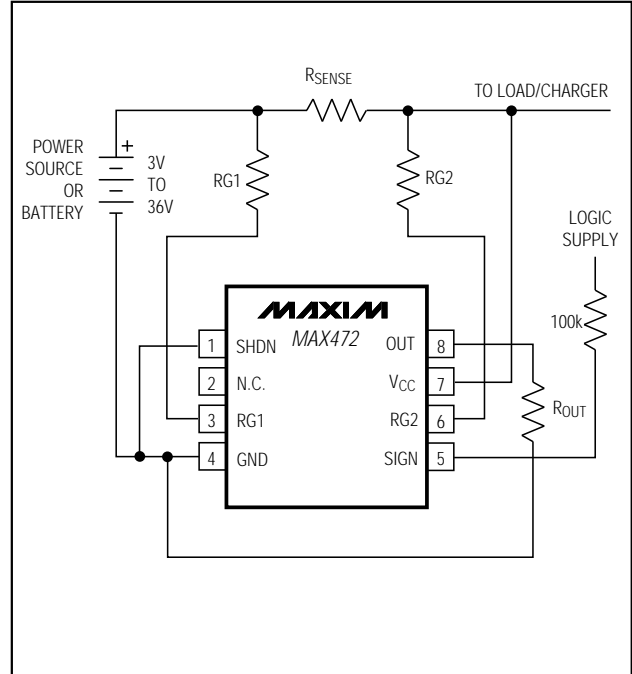 RSENSE
TO LOAD/CHARGER
POWER
SOURCE
OR
BATTERY
+
3V
TO
36V
RG1
RG2
LOGIC
SUPPLY
100k
MAXIM
MAX472
1 SHDN
2 N.C.
3 RG1
4 GND
OUT 8
VCC 7
RG2 6
SIGN 5
ROUT